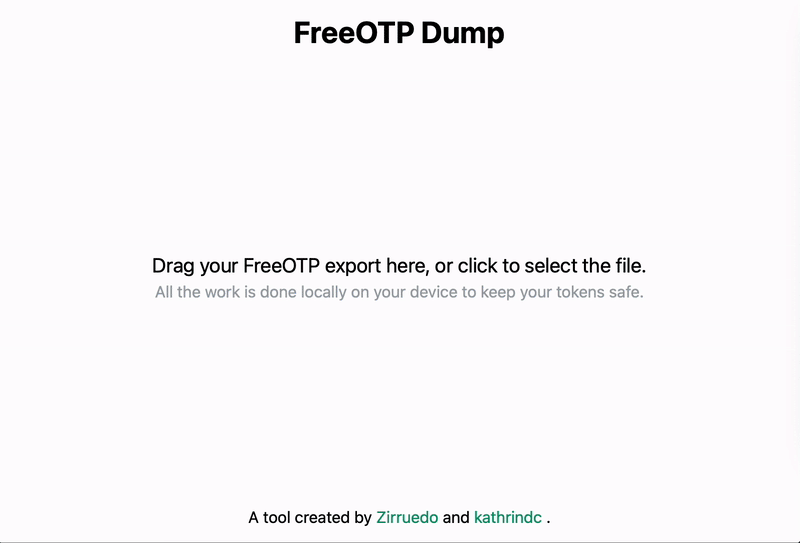 FreeOTP Dump
Drag your FreeOTP export here, or click to select the file.
All the work is done locally on your device to keep your tokens safe.
A tool created by Zirruedo and kathrindc .